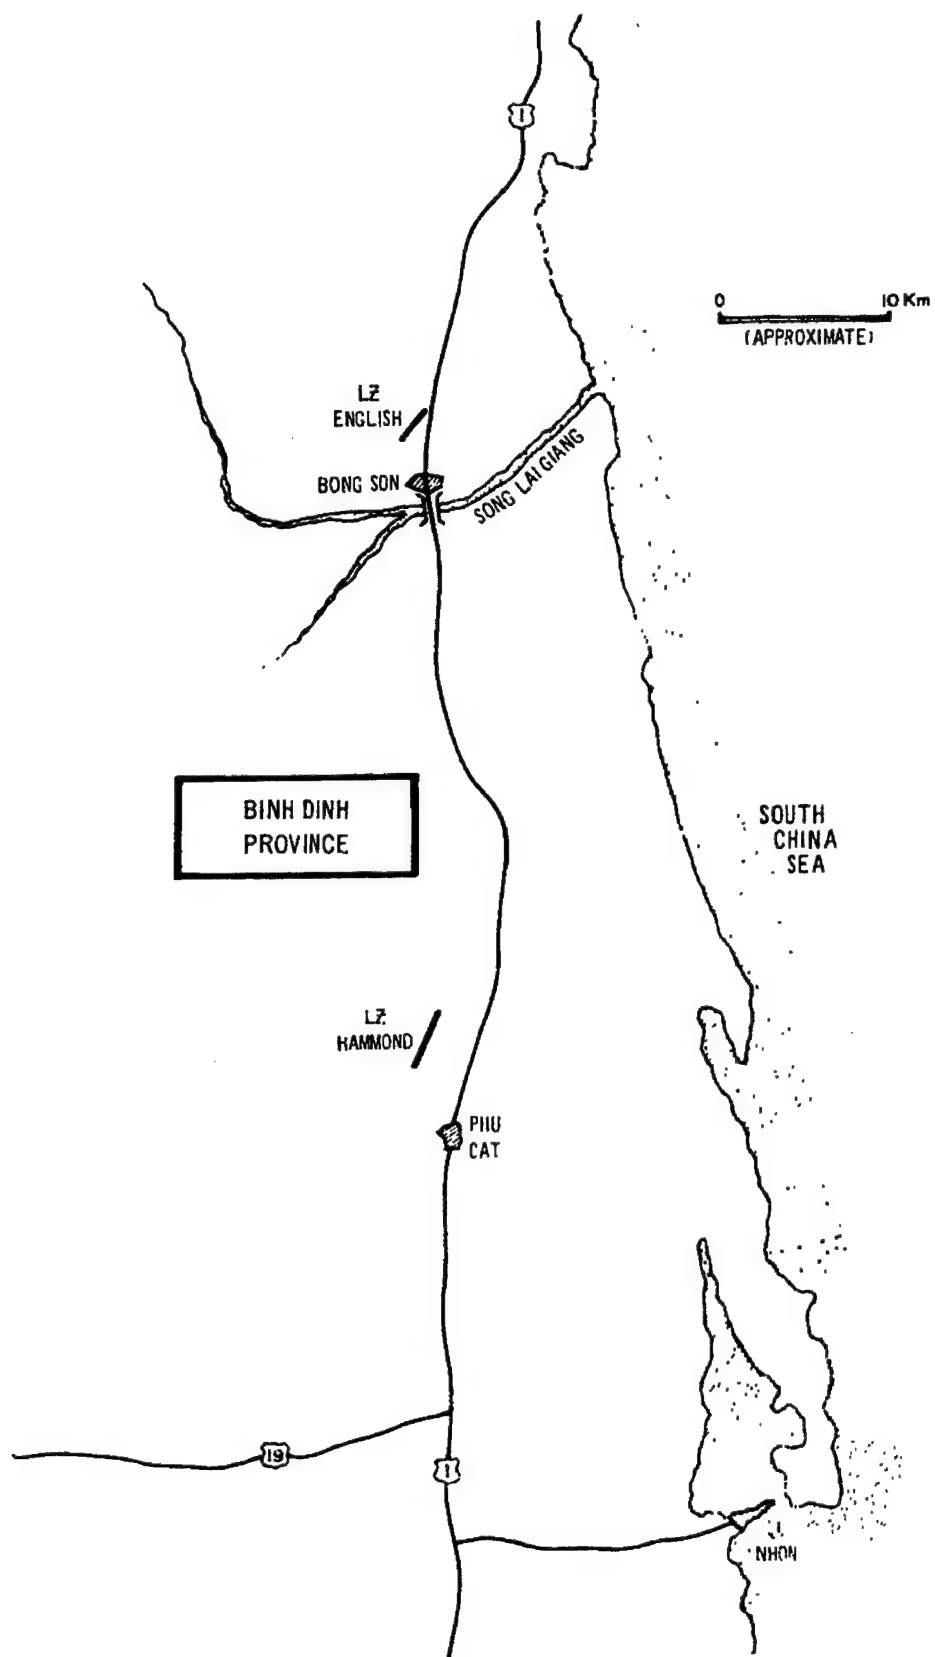 1
0 10 Km
(APPROXIMATE)
LZ
ENGLISH
BONG SON
SONG LAI GIANG
BINH DINH
PROVINCE
SOUTH
CHINA
SEA
LZ
HAMMOND
PHU
CAT
19
1
NHON